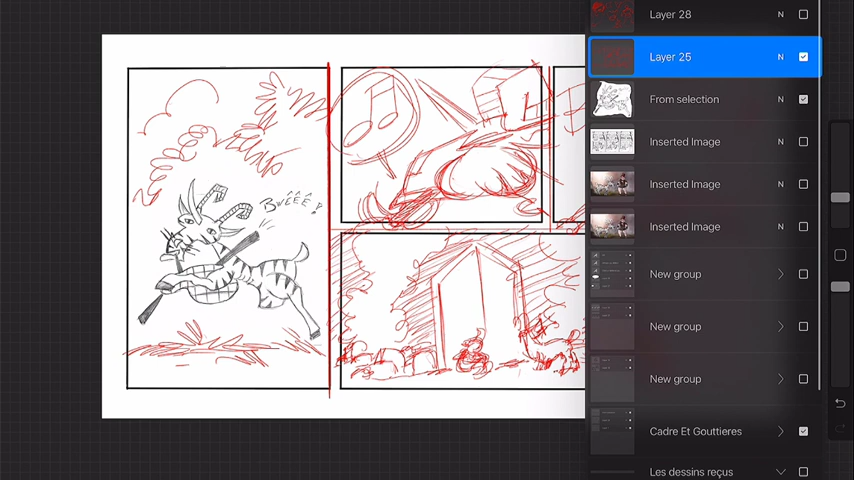 BUÊÊÊ!
Layer 28
N
Layer 25
N
From selection
N
Inserted Image
N
Inserted Image
N
Inserted Image
N
New group
New group
New group
Cadre Et Gouttieres
Les dessins reçus